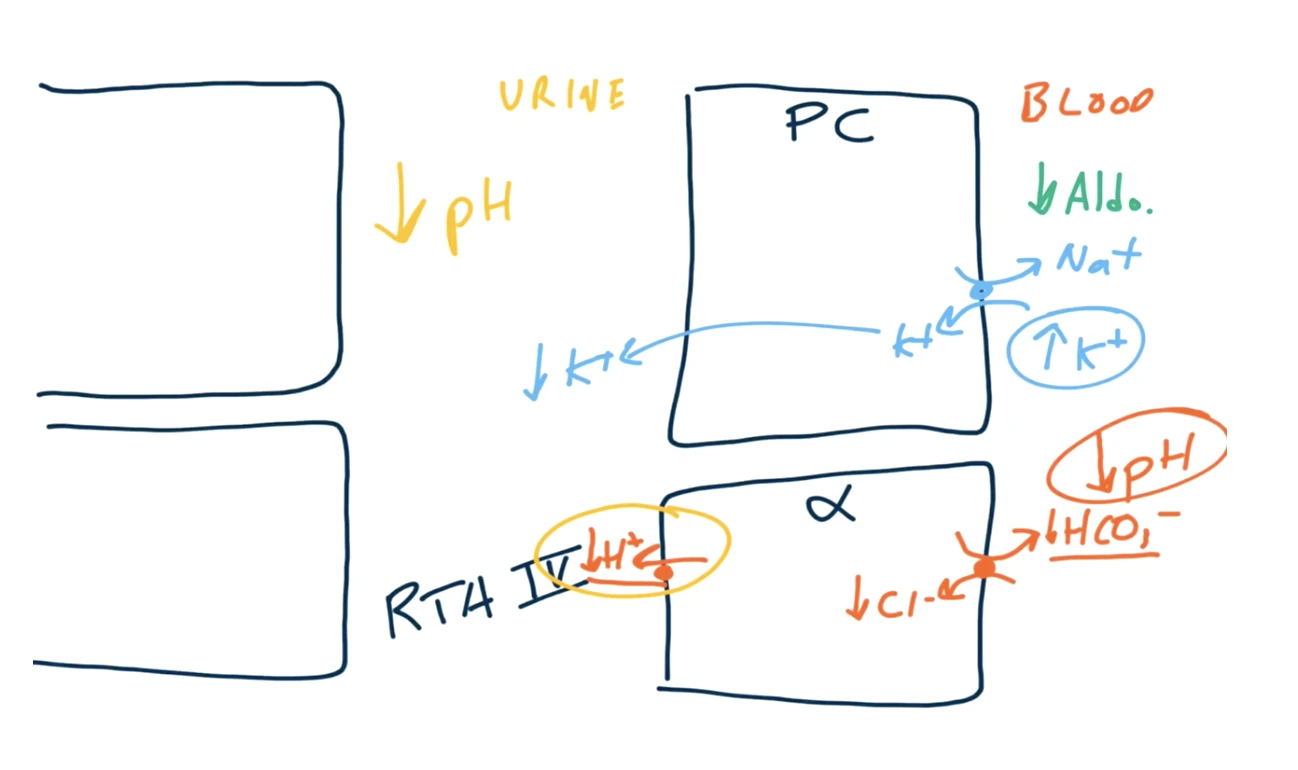 URINE
PC
BLOOD
↓ pH
↓ Aldo.
Na+
↓ K+
K+
↑ K+
↓ pH
α
↓ H+
↓ HCO3-
↓ Cl-
RTA IV